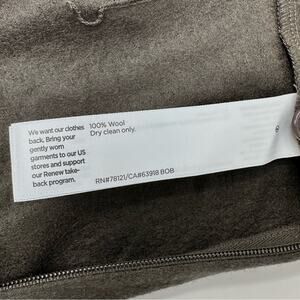 We want our clothes
back. Bring your
gently worn
garments to our US
stores and support
our Renew take-
back program.
100% Wool
Dry clean only.
RN#78121/CA#63918 BOB